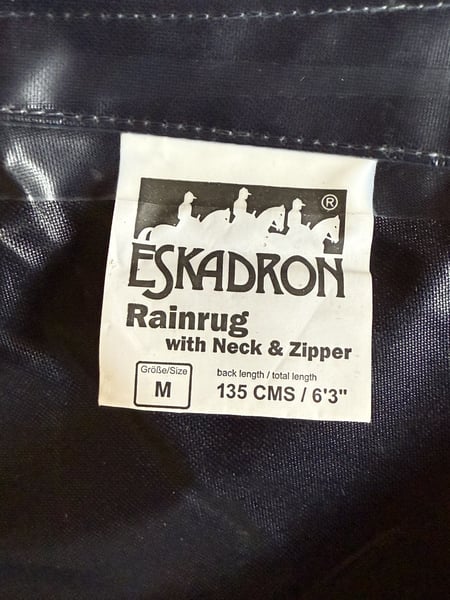 ®
ESKADRON
Rainrug
with Neck & Zipper
Größe/Size
M
back length / total length
135 CMS / 6'3"